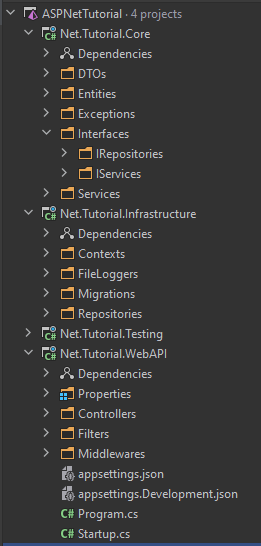 ASPNetTutorial · 4 projects
Net.Tutorial.Core
Dependencies
DTOs
Entities
Exceptions
Interfaces
IRepositories
IServices
Services
Net.Tutorial.Infrastructure
Dependencies
Contexts
FileLoggers
Migrations
Repositories
Net.Tutorial.Testing
Net.Tutorial.WebAPI
Dependencies
Properties
Controllers
Filters
Middlewares
appsettings.json
appsettings.Development.json
C# Program.cs
C# Startup.cs